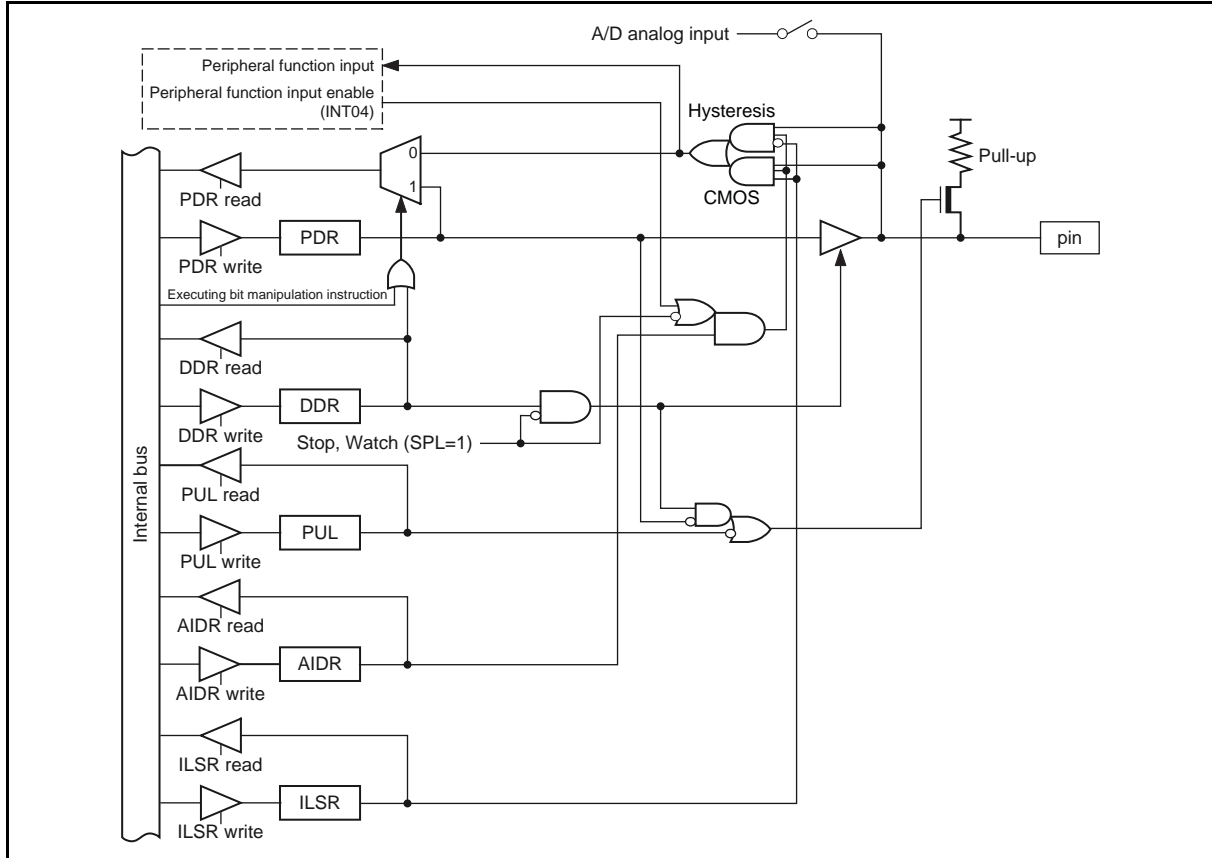 A/D analog input
Peripheral function input
Peripheral function input enable
(INT04)
Hysteresis
0
Pull-up
1
CMOS
PDR read
PDR
pin
PDR write
Executing bit manipulation instruction
DDR read
DDR
DDR write
Stop, Watch (SPL=1)
Internal bus
PUL read
PUL
PUL write
AIDR read
AIDR
AIDR write
ILSR read
ILSR
ILSR write